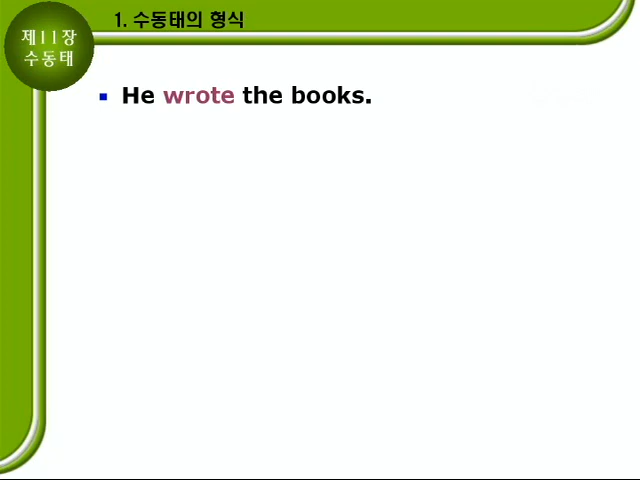 제11장
수동태
1. 수동태의 형식
▪ He wrote the books.